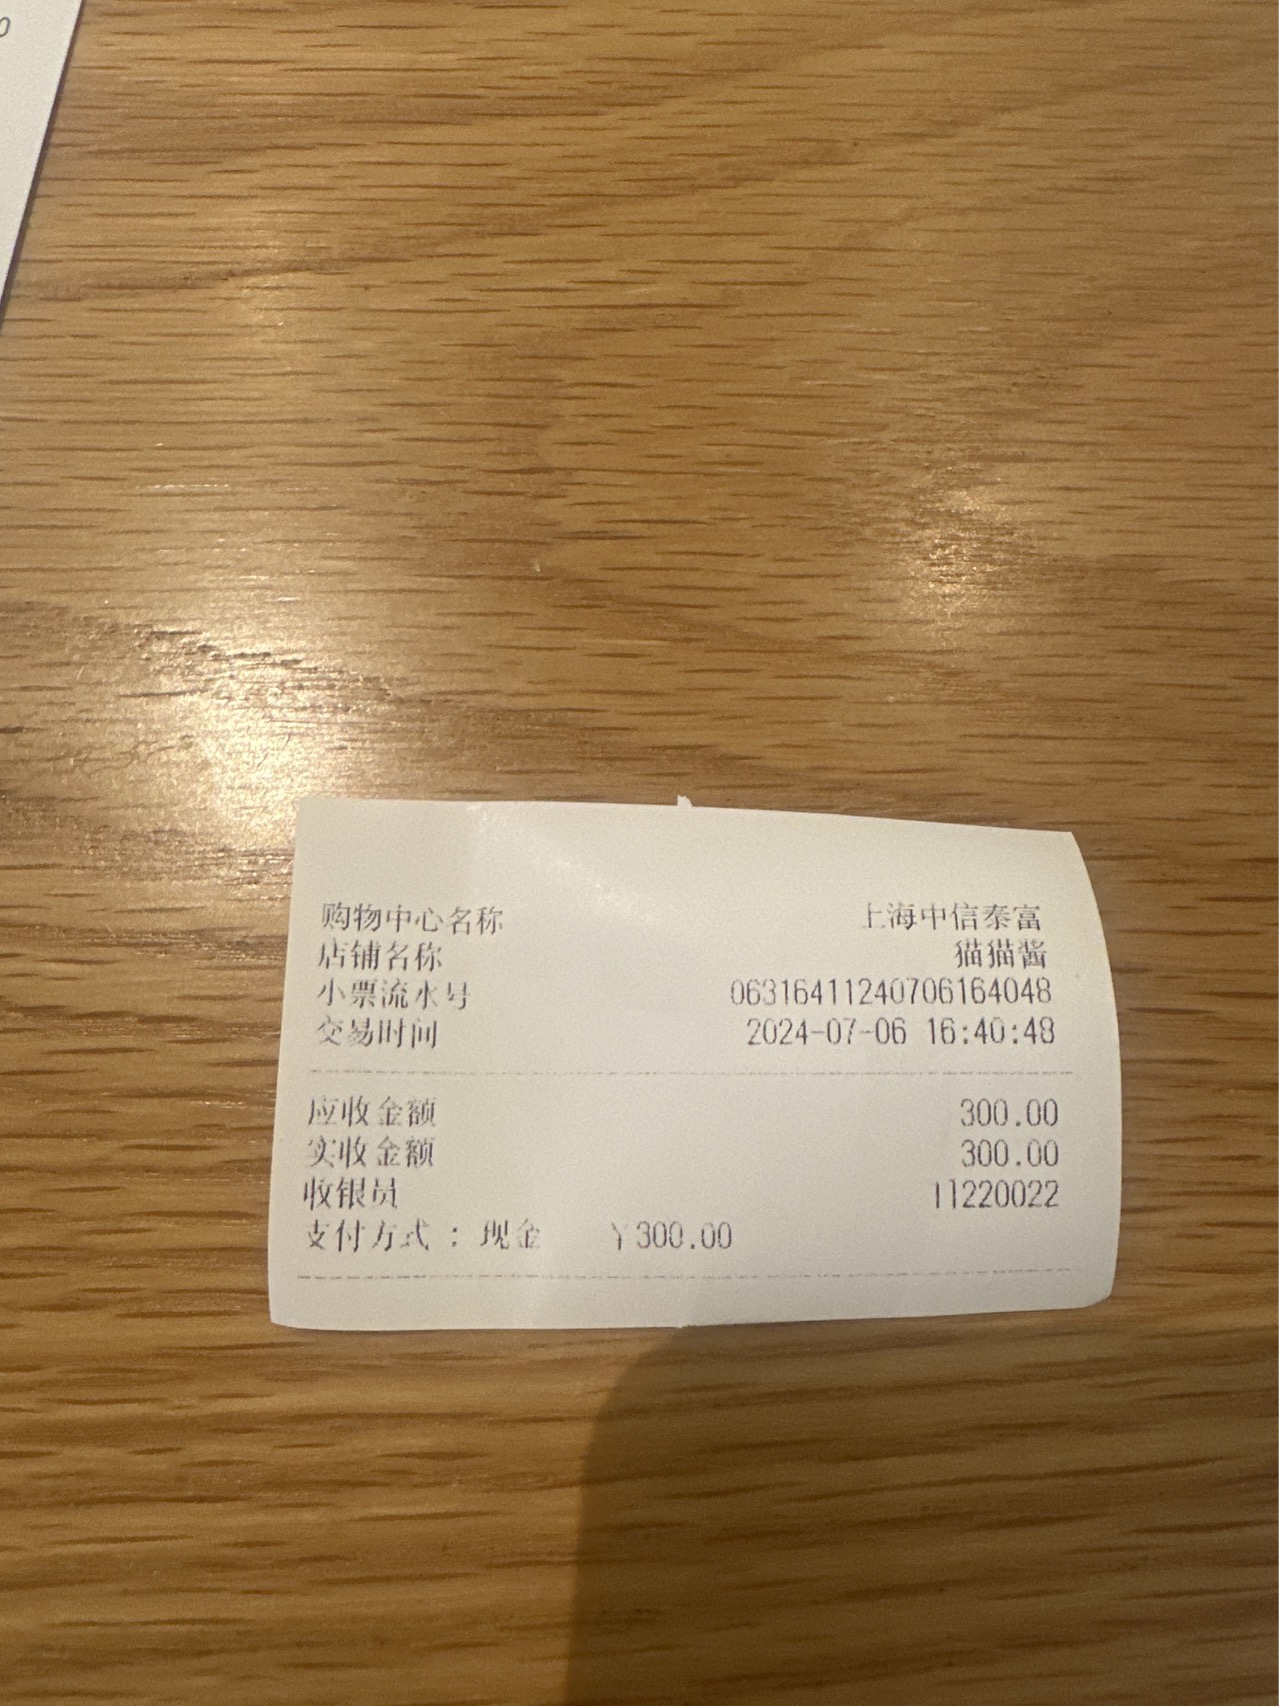 0
购物中心名称 上海中信泰富
店铺名称 猫猫酱
小票流水号 06316411240706164048
交易时间 2024-07-06 16:40:48
应收金额 300.00
实收金额 300.00
收银员 11220022
支付方式：现金 ¥300.00